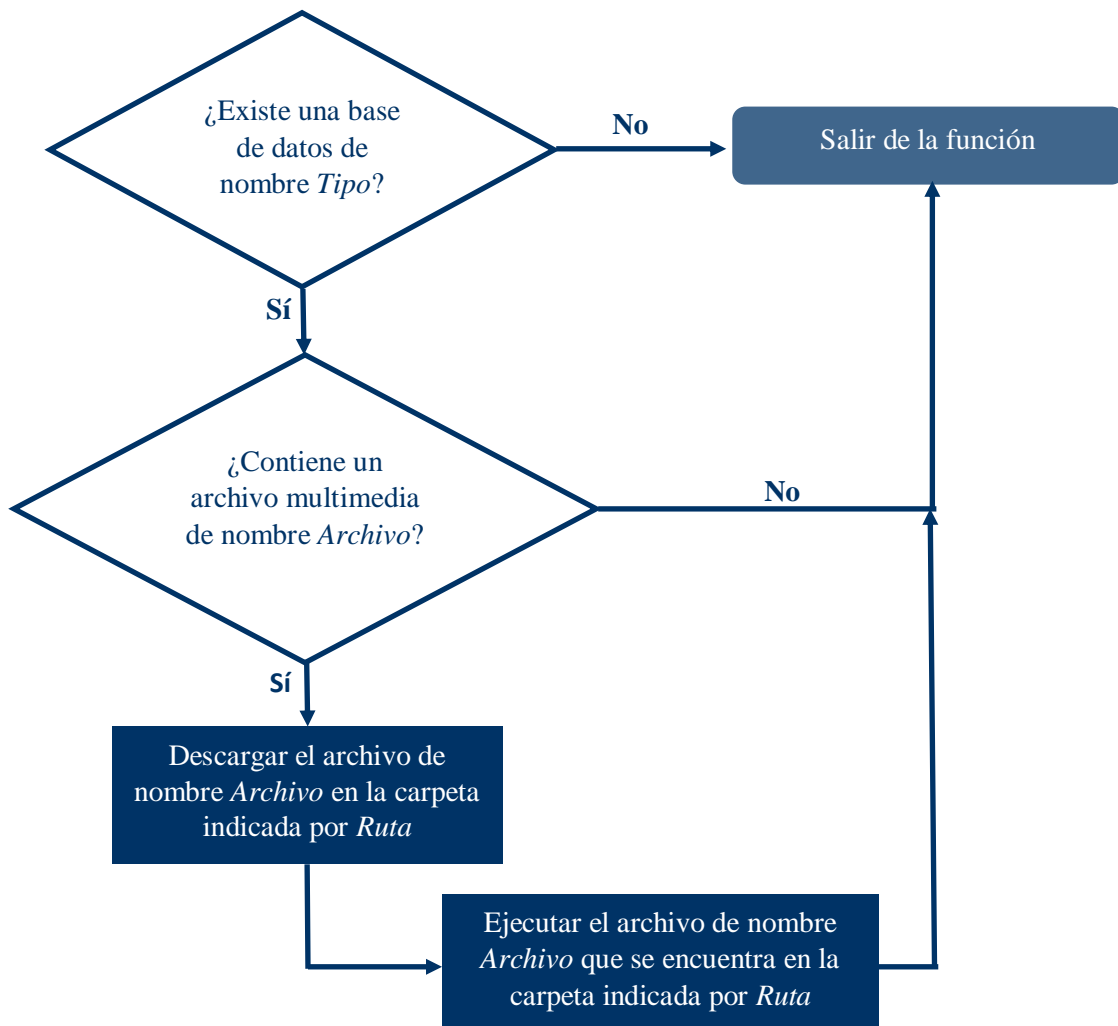 ¿Existe una base
de datos de
nombre Tipo?
No
Salir de la función
Sí
¿Contiene un
archivo multimedia
de nombre Archivo?
No
Sí
Descargar el archivo de
nombre Archivo en la carpeta
indicada por Ruta
Ejecutar el archivo de nombre
Archivo que se encuentra en la
carpeta indicada por Ruta